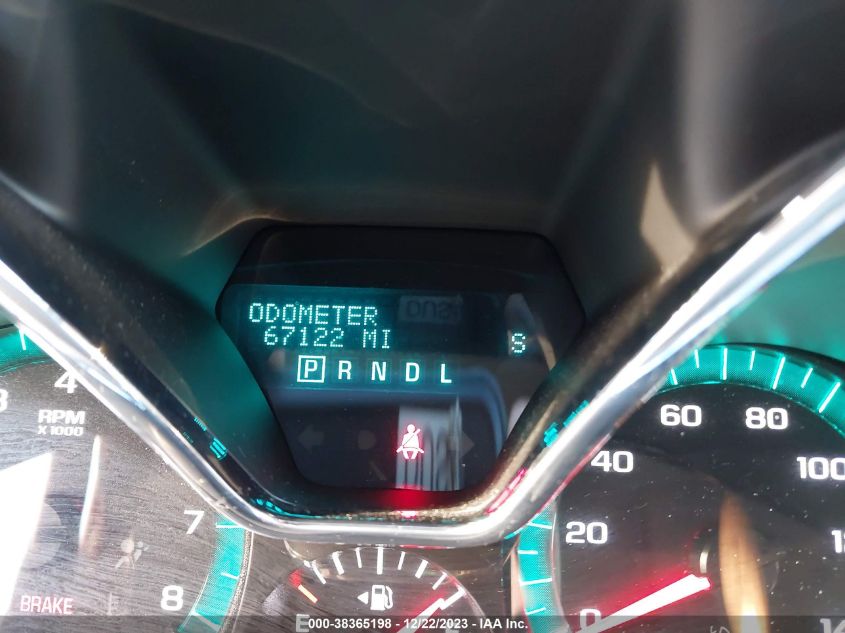 ODOMETER
67122 MI
S
P R N D L
3
4
RPM
X 1000
7
8
BRAKE
E
0
20
40
60
80
100
000-38365198 - 12/22/2023 - IAA Inc.